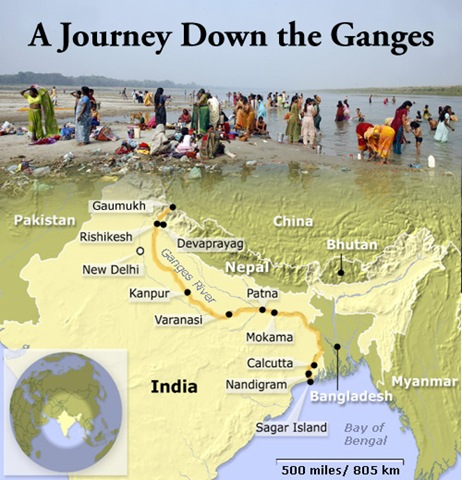 A Journey Down the Ganges
Gaumukh
Pakistan
China
Rishikesh
Devaprayag
Bhutan
New Delhi
Ganges River
Nepal
Kanpur
Patna
Varanasi
Mokama
Calcutta
India
Nandigram
Myanmar
Bangladesh
Sagar Island
Bay of
Bengal
500 miles/ 805 km